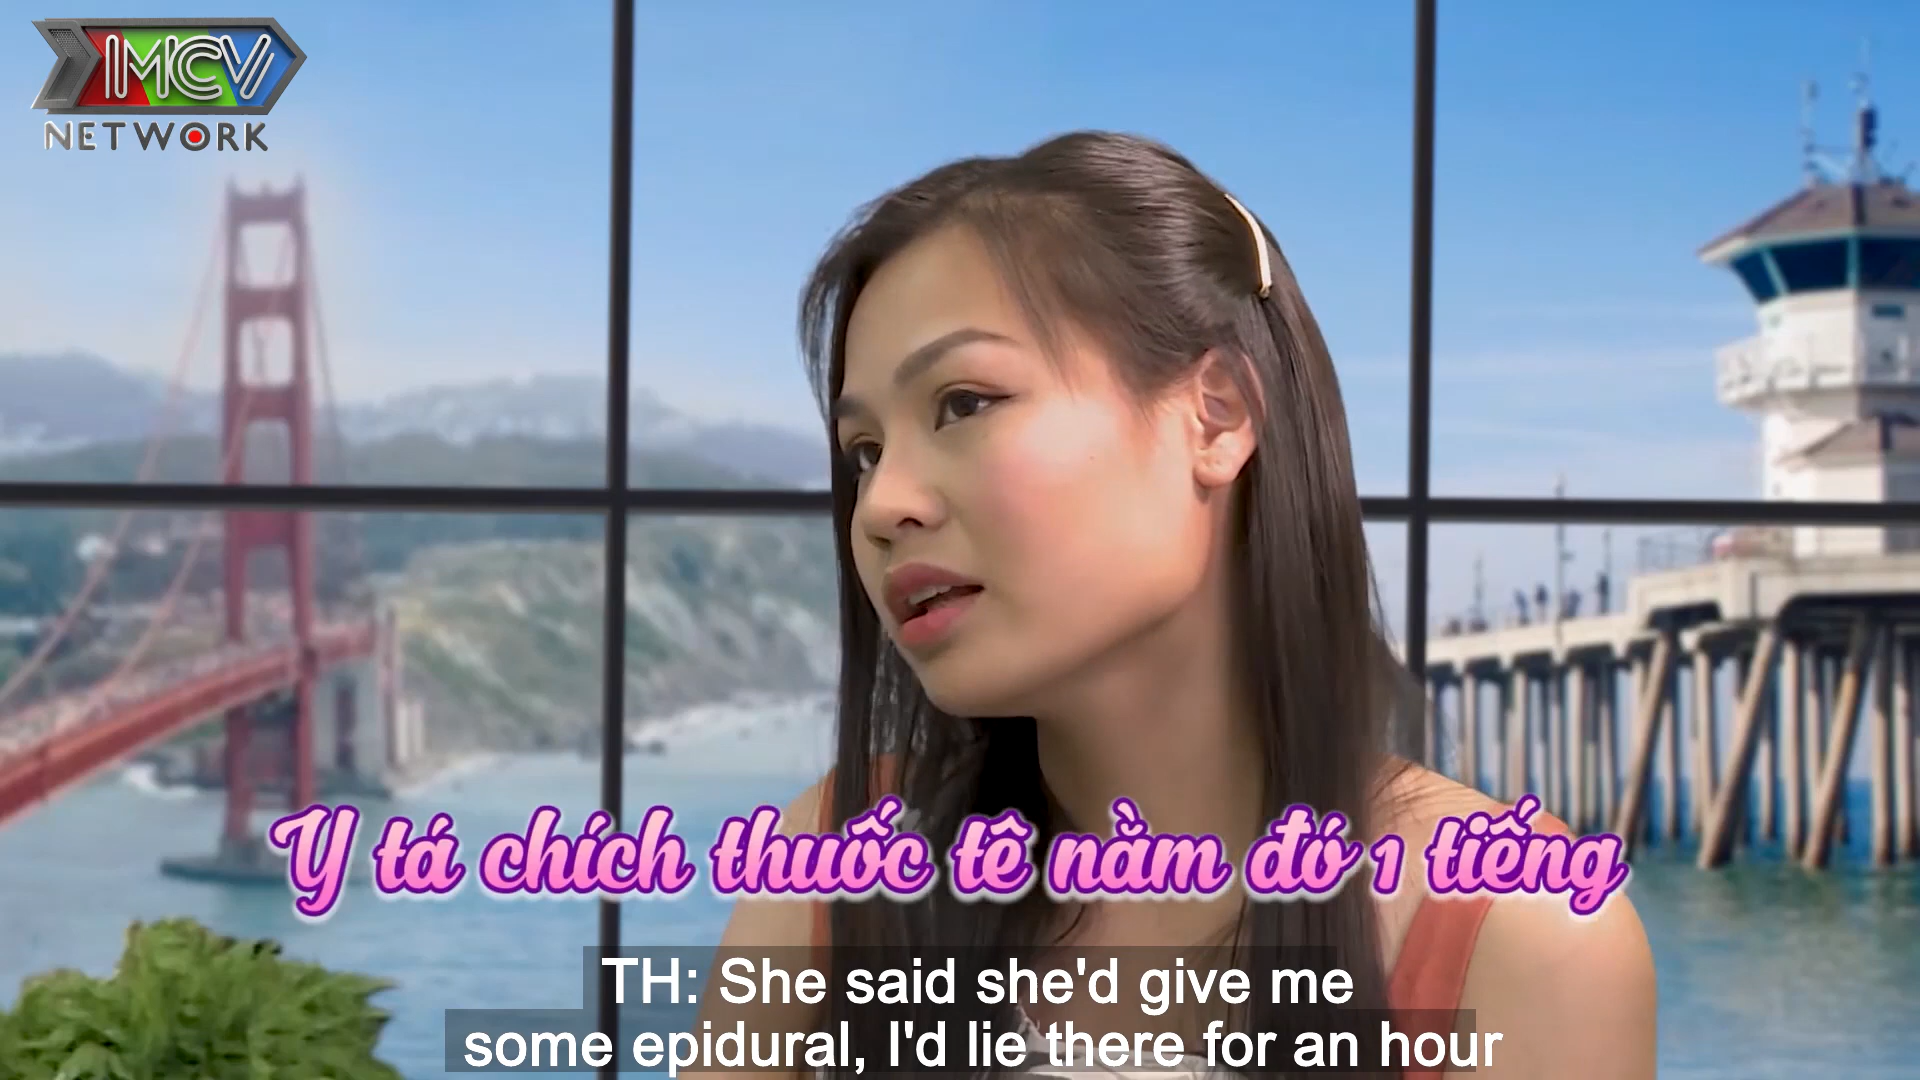 MCV
NETWORK
Y tá chích thuốc tê nằm đó 1 tiếng
TH: She said she'd give me
some epidural, I'd lie there for an hour